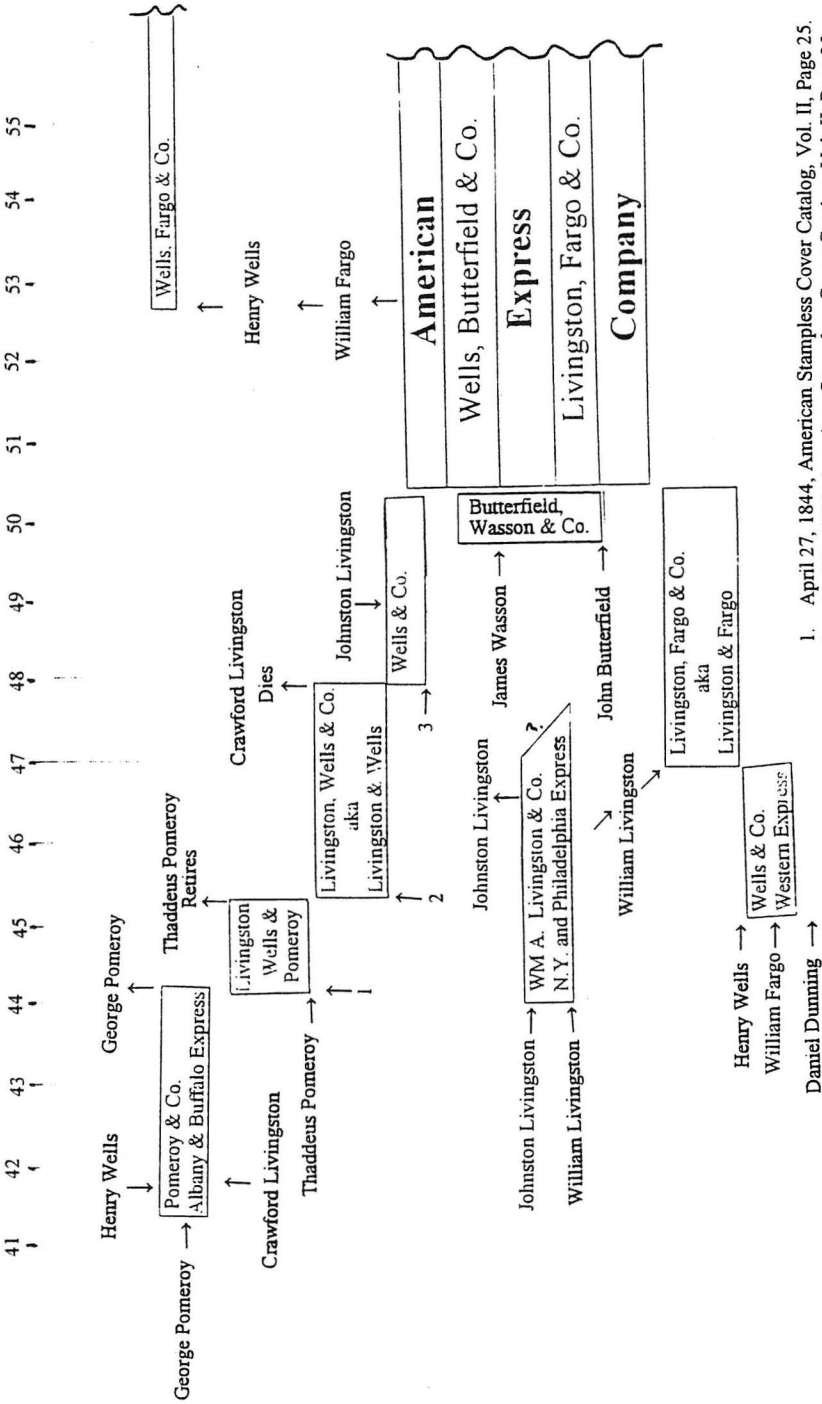 41 -
42 -
43 -
44 -
45 -
46 -
47 -
48 -
49 -
50 -
51 -
52 -
53 -
54 -
55 -
George Pomeroy →
Henry Wells
Pomeroy & Co.
Albany & Buffalo Express
Crawford Livingston
George Pomeroy
Thaddeus Pomeroy
Retires
Thaddeus Pomeroy →
Livingston
Wells &
Pomeroy
1
Crawford Livingston
Dies
Livingston, Wells & Co.
aka
Livingston & Wells
2
Johnston Livingston
Wells & Co.
3
Wells, Fargo & Co.
Henry Wells
William Fargo
American
Wells, Butterfield & Co.
Express
Livingston, Fargo & Co.
Company
James Wasson →
Butterfield,
Wasson & Co.
John Butterfield →
Johnston Livingston
Johnston Livingston →
WM A. Livingston & Co.
N.Y. and Philadelphia Express
?
William Livingston →
William Livingston
Livingston, Fargo & Co.
aka
Livingston & Fargo
Henry Wells →
William Fargo →
Daniel Dunning →
Wells & Co.
Western Express
1. April 27, 1844, American Stampless Cover Catalog, Vol. II, Page 25.